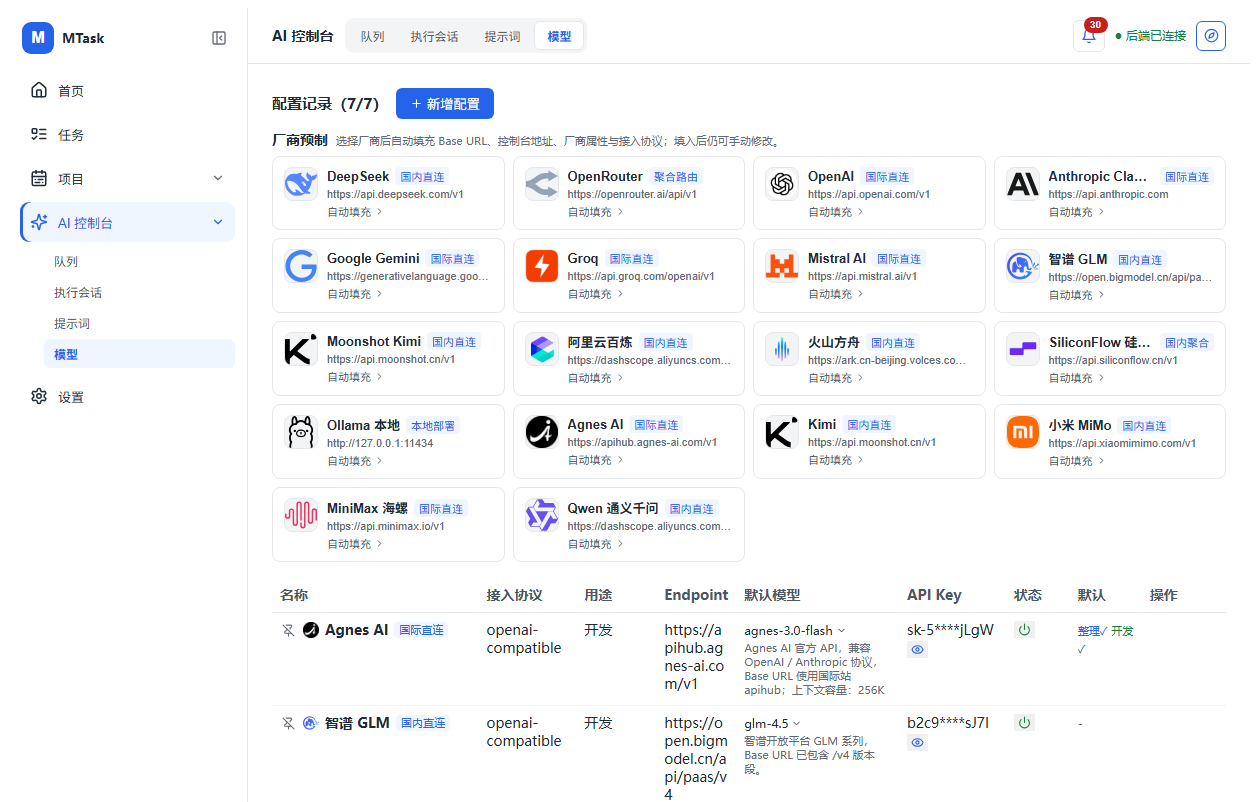 M MTask
首页
任务
项目
AI 控制台
队列
执行会话
提示词
模型
设置
AI 控制台 队列 执行会话 提示词 模型
30
后端已连接
配置记录 (7/7) + 新增配置
厂商预制 选择厂商后自动填充 Base URL、控制台地址、厂商属性与接入协议；填入后仍可手动修改。
DeepSeek 国内直连
https://api.deepseek.com/v1
自动填充
OpenRouter 聚合路由
https://openrouter.ai/api/v1
自动填充
OpenAI 国际直连
https://api.openai.com/v1
自动填充
Anthropic Cla... 国际直连
https://api.anthropic.com
自动填充
Google Gemini 国际直连
https://generativelanguage.goo...
自动填充
Groq 国际直连
https://api.groq.com/openai/v1
自动填充
Mistral AI 国际直连
https://api.mistral.ai/v1
自动填充
智谱 GLM 国内直连
https://open.bigmodel.cn/api/pa...
自动填充
Moonshot Kimi 国内直连
https://api.moonshot.cn/v1
自动填充
阿里云百炼 国内直连
https://dashscope.aliyuncs.com...
自动填充
火山方舟 国内直连
https://ark.cn-beijing.volces.co...
自动填充
SiliconFlow 硅... 国内聚合
https://api.siliconflow.cn/v1
自动填充
Ollama 本地 本地部署
http://127.0.0.1:11434
自动填充
Agnes AI 国际直连
https://apihub.agnes-ai.com/v1
自动填充
Kimi 国内直连
https://api.moonshot.cn/v1
自动填充
小米 MiMo 国内直连
https://api.xiaomimimo.com/v1
自动填充
MiniMax 海螺 国际直连
https://api.minimax.io/v1
自动填充
Qwen 通义千问 国内直连
https://dashscope.aliyuncs.com...
自动填充
名称 接入协议 用途 Endpoint 默认模型 API Key 状态 默认 操作
Agnes AI 国际直连
openai-
compatible
开发
https://a
pihub.ag
nes-ai.co
m/v1
agnes-3.0-flash
Agnes AI 官方 API，兼容
OpenAI / Anthropic 协议，
Base URL 使用国际站
apihub；上下文容量：256K
sk-5****jLgW
整理✓ 开发
✓
智谱 GLM 国内直连
openai-
compatible
开发
https://o
pen.bigm
odel.cn/a
pi/paas/v
4
glm-4.5
智谱开放平台 GLM 系列，
Base URL 已包含 /v4 版本
段。
b2c9****sJ7I
-